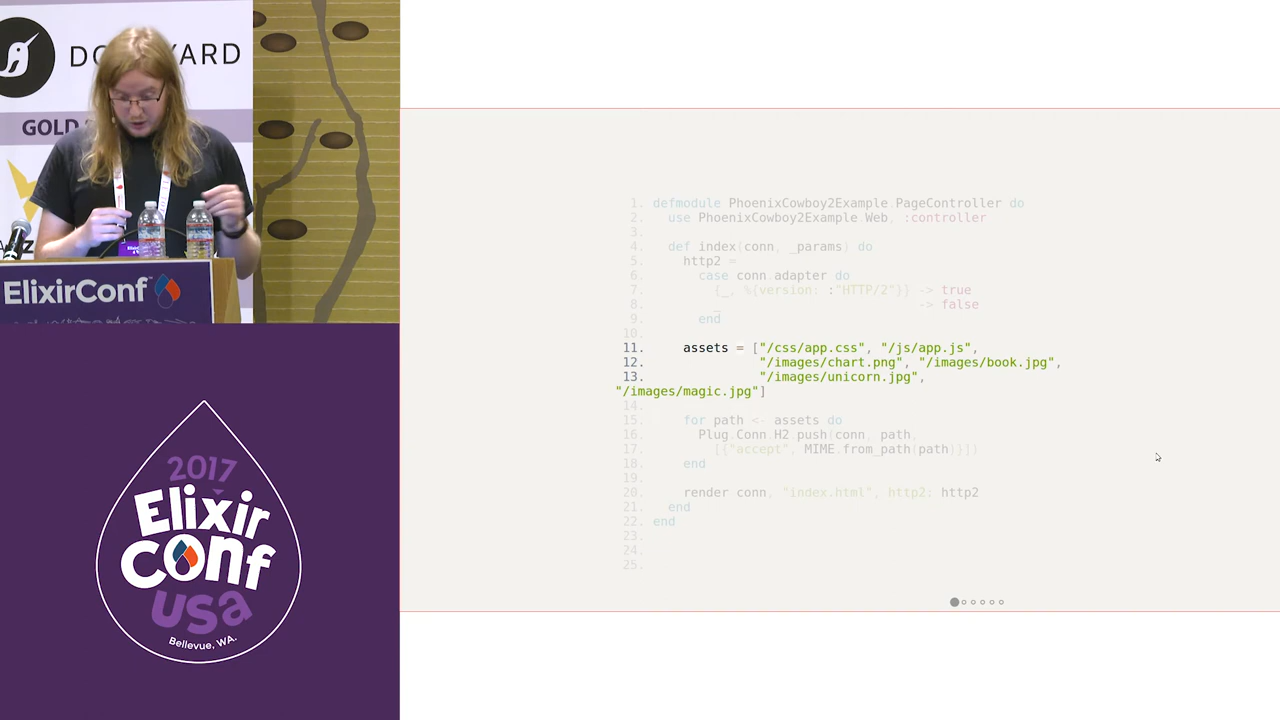 GOLD
ElixirConf
2017
Elixir
Conf
usa
Bellevue, WA.
1. defmodule PhoenixCowboy2Example.PageController do
2.   use PhoenixCowboy2Example.Web, :controller
3.
4.   def index(conn, _params) do
5.     http2 =
6.       case conn.adapter do
7.         {_, %{version: :"HTTP/2"}} -> true
8.         _                          -> false
9.       end
10.
11.     assets = ["/css/app.css", "/js/app.js",
12.               "/images/chart.png", "/images/book.jpg",
13.               "/images/unicorn.jpg",
"/images/magic.jpg"]
14.
15.     for path <- assets do
16.       Plug.Conn.H2.push(conn, path,
17.         [{"accept", MIME.from_path(path)}])
18.     end
19.
20.     render conn, "index.html", http2: http2
21.   end
22. end
23.
24.
25.